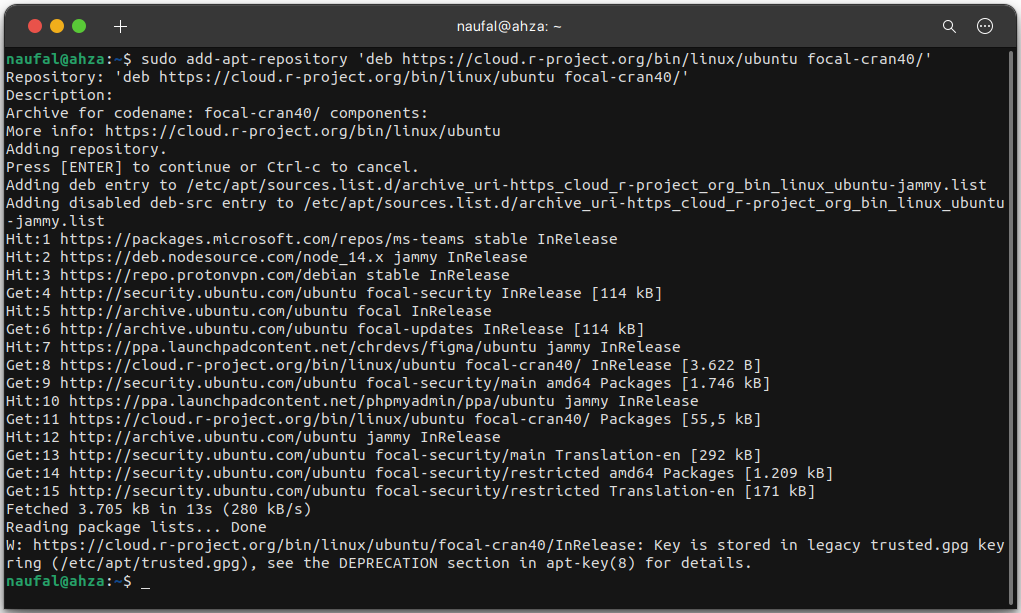 naufal@ahza: ~
naufal@ahza:~$ sudo add-apt-repository 'deb https://cloud.r-project.org/bin/linux/ubuntu focal-cran40/'
Repository: 'deb https://cloud.r-project.org/bin/linux/ubuntu focal-cran40/'
Description:
Archive for codename: focal-cran40/ components:
More info: https://cloud.r-project.org/bin/linux/ubuntu
Adding repository.
Press [ENTER] to continue or Ctrl-c to cancel.
Adding deb entry to /etc/apt/sources.list.d/archive_uri-https_cloud_r-project_org_bin_linux_ubuntu-jammy.list
Adding disabled deb-src entry to /etc/apt/sources.list.d/archive_uri-https_cloud_r-project_org_bin_linux_ubuntu
-jammy.list
Hit:1 https://packages.microsoft.com/repos/ms-teams stable InRelease
Hit:2 https://deb.nodesource.com/node_14.x jammy InRelease
Hit:3 https://repo.protonvpn.com/debian stable InRelease
Get:4 http://security.ubuntu.com/ubuntu focal-security InRelease [114 kB]
Hit:5 http://archive.ubuntu.com/ubuntu focal InRelease
Get:6 http://archive.ubuntu.com/ubuntu focal-updates InRelease [114 kB]
Hit:7 https://ppa.launchpadcontent.net/chrdevs/figma/ubuntu jammy InRelease
Get:8 https://cloud.r-project.org/bin/linux/ubuntu focal-cran40/ InRelease [3.622 B]
Get:9 http://security.ubuntu.com/ubuntu focal-security/main amd64 Packages [1.746 kB]
Hit:10 https://ppa.launchpadcontent.net/phpmyadmin/ppa/ubuntu jammy InRelease
Get:11 https://cloud.r-project.org/bin/linux/ubuntu focal-cran40/ Packages [55,5 kB]
Hit:12 http://archive.ubuntu.com/ubuntu jammy InRelease
Get:13 http://security.ubuntu.com/ubuntu focal-security/main Translation-en [292 kB]
Get:14 http://security.ubuntu.com/ubuntu focal-security/restricted amd64 Packages [1.209 kB]
Get:15 http://security.ubuntu.com/ubuntu focal-security/restricted Translation-en [171 kB]
Fetched 3.705 kB in 13s (280 kB/s)
Reading package lists... Done
W: https://cloud.r-project.org/bin/linux/ubuntu/focal-cran40/InRelease: Key is stored in legacy trusted.gpg key
ring (/etc/apt/trusted.gpg), see the DEPRECATION section in apt-key(8) for details.
naufal@ahza:~$ _